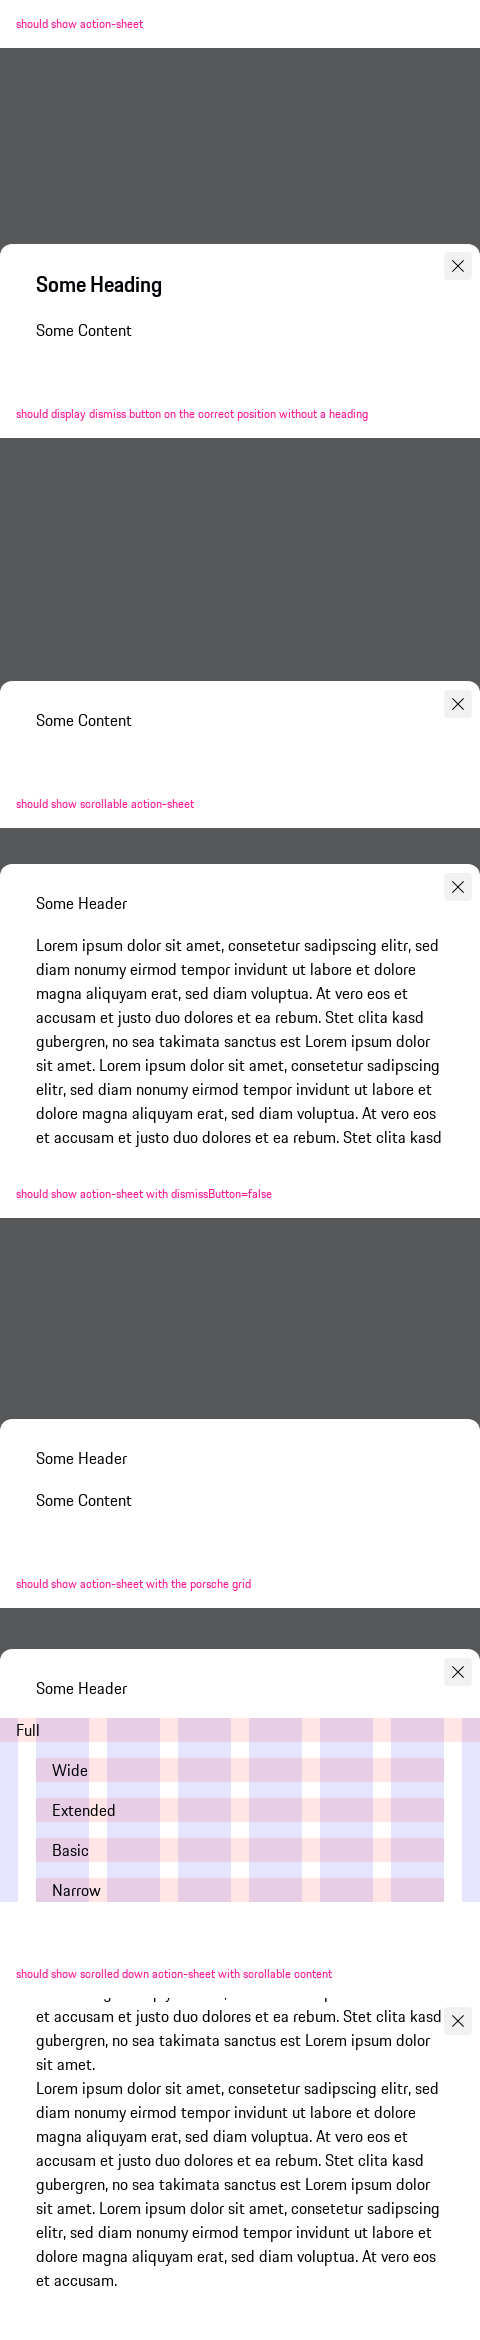 should show action-sheet
Some Heading
Some Content
should display dismiss button on the correct position without a heading
Some Content
should show scrollable action-sheet
Some Header
Lorem ipsum dolor sit amet, consetetur sadipscing elitr, sed
diam nonumy eirmod tempor invidunt ut labore et dolore
magna aliquyam erat, sed diam voluptua. At vero eos et
accusam et justo duo dolores et ea rebum. Stet clita kasd
gubergren, no sea takimata sanctus est Lorem ipsum dolor
sit amet. Lorem ipsum dolor sit amet, consetetur sadipscing
elitr, sed diam nonumy eirmod tempor invidunt ut labore et
dolore magna aliquyam erat, sed diam voluptua. At vero eos
et accusam et justo duo dolores et ea rebum. Stet clita kasd
should show action-sheet with dismissButton=false
Some Header
Some Content
should show action-sheet with the porsche grid
Some Header
Full
Wide
Extended
Basic
Narrow
should show scrolled down action-sheet with scrollable content
et accusam et justo duo dolores et ea rebum. Stet clita kasd
gubergren, no sea takimata sanctus est Lorem ipsum dolor
sit amet.
Lorem ipsum dolor sit amet, consetetur sadipscing elitr, sed
diam nonumy eirmod tempor invidunt ut labore et dolore
magna aliquyam erat, sed diam voluptua. At vero eos et
accusam et justo duo dolores et ea rebum. Stet clita kasd
gubergren, no sea takimata sanctus est Lorem ipsum dolor
sit amet. Lorem ipsum dolor sit amet, consetetur sadipscing
elitr, sed diam nonumy eirmod tempor invidunt ut labore et
dolore magna aliquyam erat, sed diam voluptua. At vero eos
et accusam.